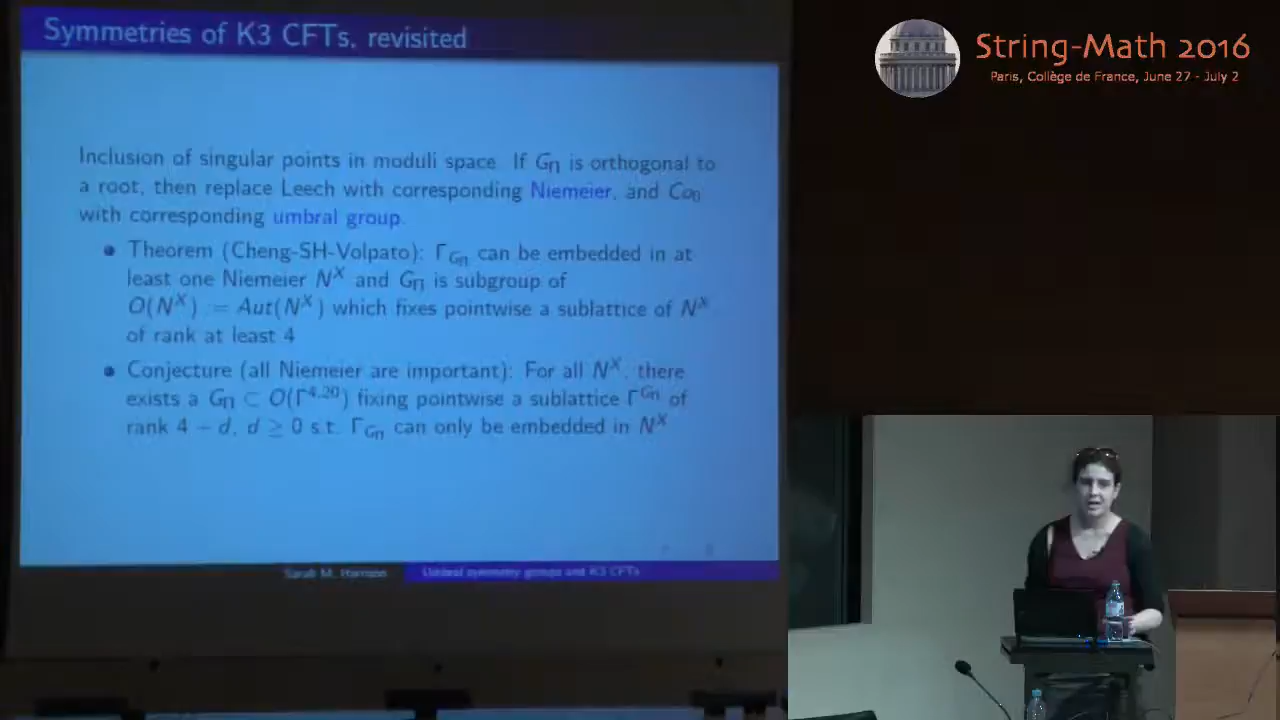 Symmetries of K3 CFTs, revisited
String-Math 2016
Paris, Collège de France, June 27 - July 2
Inclusion of singular points in moduli space. If G_Π is orthogonal to
a root, then replace Leech with corresponding Niemeier, and Co₀
with corresponding umbral group.
Theorem (Cheng-SH-Volpato): Γ_{G_Π} can be embedded in at
least one Niemeier N^X and G_Π is subgroup of
O(N^X) := Aut(N^X) which fixes pointwise a sublattice of N^X
of rank at least 4
Conjecture (all Niemeier are important): For all N^X, there
exists a G_Π ⊂ O(Γ^{4,20}) fixing pointwise a sublattice Γ^{G_Π} of
rank 4 + d, d ≥ 0 s.t. Γ_{G_Π} can only be embedded in N^X
Sarah M. Harrison
Umbral symmetry groups and K3 CFTs